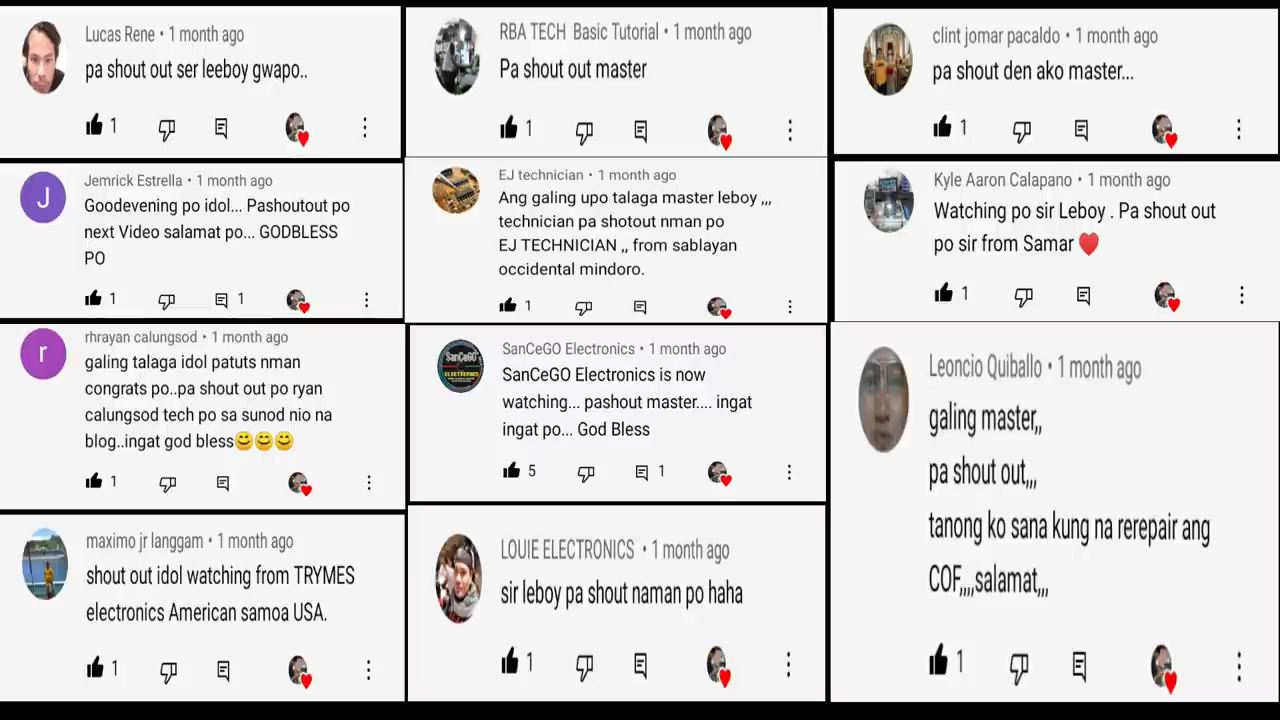 Lucas Rene • 1 month ago
pa shout out ser leeboy gwapo..
1
RBA TECH Basic Tutorial • 1 month ago
Pa shout out master
1
clint jomar pacaldo • 1 month ago
pa shout den ako master...
1
J
Jemrick Estrella • 1 month ago
Goodevening po idol... Pashoutout po
next Video salamat po... GODBLESS
PO
1 1
EJ technician • 1 month ago
Ang galing upo talaga master leboy ,,,
technician pa shotout nman po
EJ TECHNICIAN ,, from sablayan
occidental mindoro.
1
Kyle Aaron Calapano • 1 month ago
Watching po sir Leboy . Pa shout out
po sir from Samar ♥️
1
r
rhrayan calungsod • 1 month ago
galing talaga idol patuts nman
congrats po..pa shout out po ryan
calungsod tech po sa sunod nio na
blog..ingat god bless😊😊😊
1
SanCeGO
ELECTRONICS
SanCeGO Electronics • 1 month ago
SanCeGO Electronics is now
watching... pashout master.... ingat
ingat po... God Bless
5 1
Leoncio Quiballo • 1 month ago
galing master,,
pa shout out,,,
tanong ko sana kung na rerepair ang
COF,,,,salamat,,,
1
maximo jr langgam • 1 month ago
shout out idol watching from TRYMES
electronics American samoa USA.
1
LOUIE ELECTRONICS • 1 month ago
sir leboy pa shout naman po haha
1